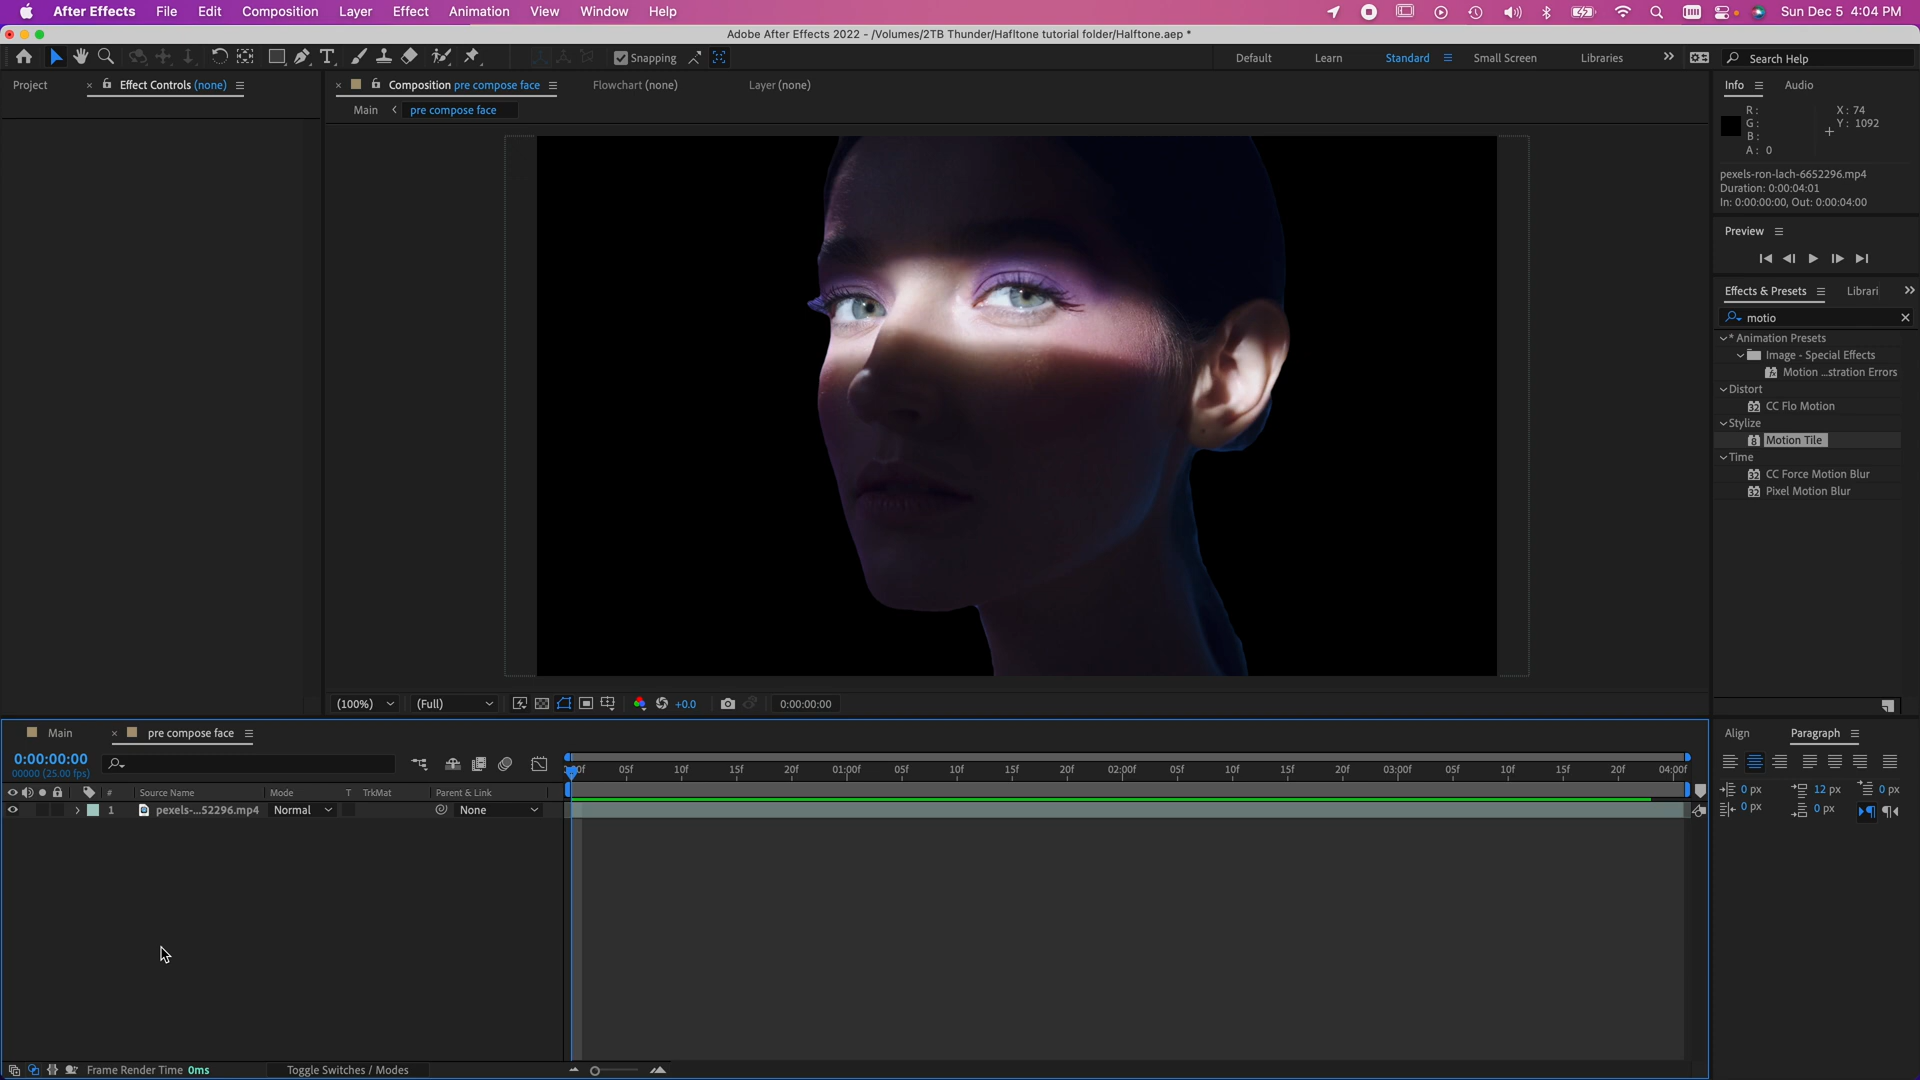 After Effects File Edit Composition Layer Effect Animation View Window Help Sun Dec 5 4:04 PM
Adobe After Effects 2022 - /Volumes/2TB Thunder/Hafltone tutorial folder/Halftone.aep *
Snapping Default Learn Standard Small Screen Libraries Search Help
Project Effect Controls (none) Composition pre compose face Flowchart (none) Layer (none) Info Audio
Main pre compose face
R: X: 74
G: Y: 1092
B:
A: 0
pexels-ron-lach-6652296.mp4
Duration: 0:00:04:01
In: 0:00:00:00, Out: 0:00:04:00
Preview
Effects & Presets Librari
motio
* Animation Presets
Image - Special Effects
Motion ...stration Errors
Distort
CC Flo Motion
Stylize
Motion Tile
Time
CC Force Motion Blur
Pixel Motion Blur
(100%) (Full) +0.0 0:00:00:00
Main pre compose face Align Paragraph
0:00:00:00
00000 (25.00 fps)
:00f 05f 10f 15f 20f 01:00f 05f 10f 15f 20f 02:00f 05f 10f 15f 20f 03:00f 05f 10f 15f 20f 04:00f
# Source Name Mode T TrkMat Parent & Link
1 pexels-...52296.mp4 Normal None
0 px 12 px 0 px
0 px 0 px
Frame Render Time 0ms Toggle Switches / Modes